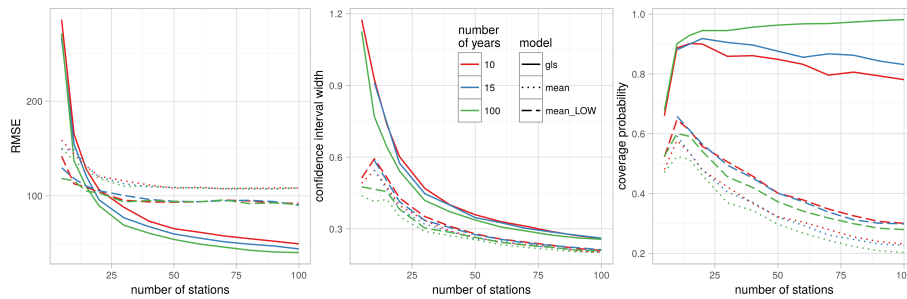 RMSE
200
100
25
50
75
100
number of stations
confidence interval width
1.2
0.9
0.6
0.3
25
50
75
100
number of stations
number
of years
10
15
100
model
gls
mean
mean_LOW
coverage probability
1.0
0.8
0.6
0.4
0.2
25
50
75
100
number of stations